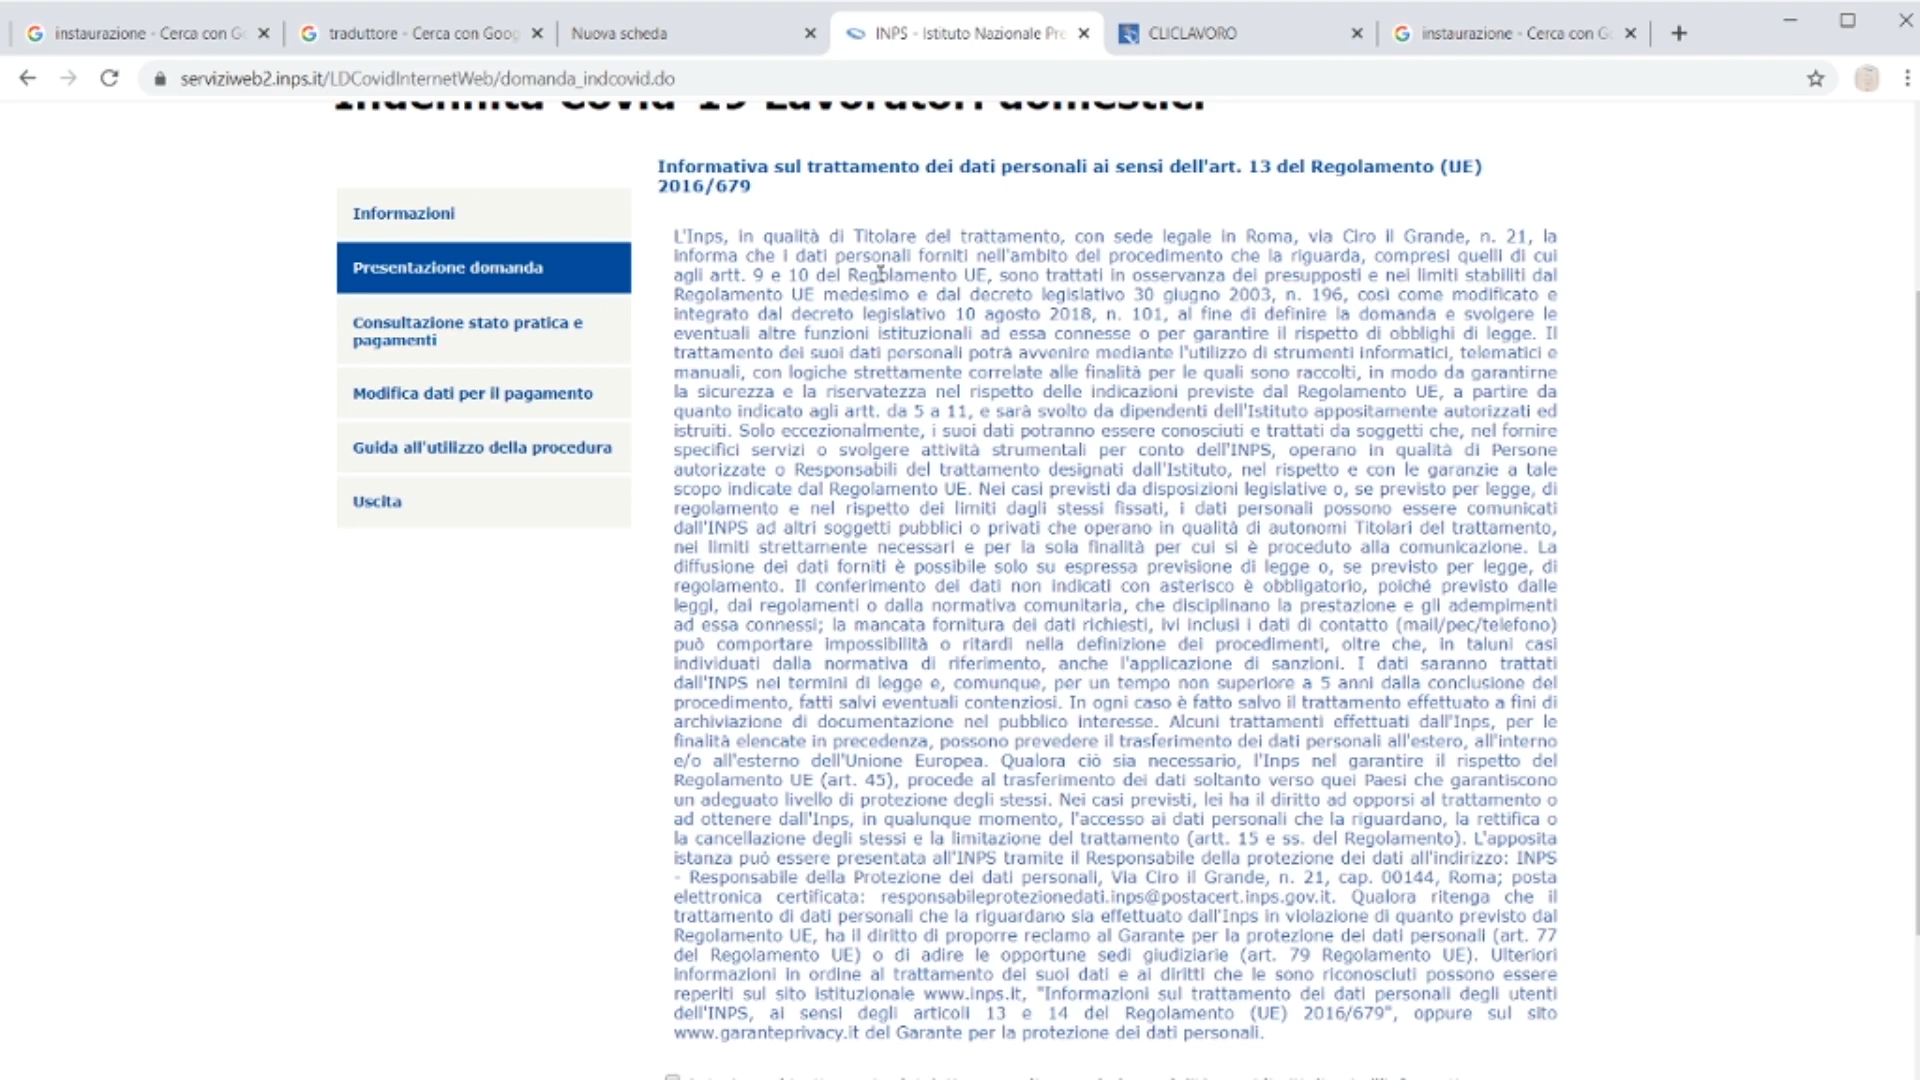 instaurazione - Cerca con Go
traduttore - Cerca con Goog
Nuova scheda
INPS - Istituto Nazionale Pre
CLICLAVORO
instaurazione - Cerca con Go
serviziweb2.inps.it/LDCovidInternetWeb/domanda_indcovid.do
Indennità Covid-19 Lavoratori domestici
Informazioni
Presentazione domanda
Consultazione stato pratica e
pagamenti
Modifica dati per il pagamento
Guida all'utilizzo della procedura
Uscita
Informativa sul trattamento dei dati personali ai sensi dell'art. 13 del Regolamento (UE)
2016/679
L'Inps, in qualità di Titolare del trattamento, con sede legale in Roma, via Ciro il Grande, n. 21, la
informa che i dati personali forniti nell'ambito del procedimento che la riguarda, compresi quelli di cui
agli artt. 9 e 10 del Regolamento UE, sono trattati in osservanza dei presupposti e nei limiti stabiliti dal
Regolamento UE medesimo e dal decreto legislativo 30 giugno 2003, n. 196, così come modificato e
integrato dal decreto legislativo 10 agosto 2018, n. 101, al fine di definire la domanda e svolgere le
eventuali altre funzioni istituzionali ad essa connesse o per garantire il rispetto di obblighi di legge. Il
trattamento dei suoi dati personali potrà avvenire mediante l'utilizzo di strumenti informatici, telematici e
manuali, con logiche strettamente correlate alle finalità per le quali sono raccolti, in modo da garantirne
la sicurezza e la riservatezza nel rispetto delle indicazioni previste dal Regolamento UE, a partire da
quanto indicato agli artt. da 5 a 11, e sarà svolto da dipendenti dell'Istituto appositamente autorizzati ed
istruiti. Solo eccezionalmente, i suoi dati potranno essere conosciuti e trattati da soggetti che, nel fornire
specifici servizi o svolgere attività strumentali per conto dell'INPS, operano in qualità di Persone
autorizzate o Responsabili del trattamento designati dall'Istituto, nel rispetto e con le garanzie a tale
scopo indicate dal Regolamento UE. Nei casi previsti da disposizioni legislative o, se previsto per legge, di
regolamento e nel rispetto dei limiti dagli stessi fissati, i dati personali possono essere comunicati
dall'INPS ad altri soggetti pubblici o privati che operano in qualità di autonomi Titolari del trattamento,
nei limiti strettamente necessari e per la sola finalità per cui si è proceduto alla comunicazione. La
diffusione dei dati forniti è possibile solo su espressa previsione di legge o, se previsto per legge, di
regolamento. Il conferimento dei dati non indicati con asterisco è obbligatorio, poiché previsto dalle
leggi, dai regolamenti o dalla normativa comunitaria, che disciplinano la prestazione e gli adempimenti
ad essa connessi; la mancata fornitura dei dati richiesti, ivi inclusi i dati di contatto (mail/pec/telefono)
può comportare impossibilità o ritardi nella definizione dei procedimenti, oltre che, in taluni casi
individuati dalla normativa di riferimento, anche l'applicazione di sanzioni. I dati saranno trattati
dall'INPS nei termini di legge e, comunque, per un tempo non superiore a 5 anni dalla conclusione del
procedimento, fatti salvi eventuali contenziosi. In ogni caso è fatto salvo il trattamento effettuato a fini di
archiviazione di documentazione nel pubblico interesse. Alcuni trattamenti effettuati dall'Inps, per le
finalità elencate in precedenza, possono prevedere il trasferimento dei dati personali all'estero, all'interno
e/o all'esterno dell'Unione Europea. Qualora ciò sia necessario, l'Inps nel garantire il rispetto del
Regolamento UE (art. 45), procede al trasferimento dei dati soltanto verso quei Paesi che garantiscono
un adeguato livello di protezione degli stessi. Nei casi previsti, lei ha il diritto ad opporsi al trattamento o
ad ottenere dall'Inps, in qualunque momento, l'accesso ai dati personali che la riguardano, la rettifica o
la cancellazione degli stessi e la limitazione del trattamento (artt. 15 e ss. del Regolamento). L'apposita
istanza può essere presentata all'INPS tramite il Responsabile della protezione dei dati all'indirizzo: INPS
- Responsabile della Protezione dei dati personali, Via Ciro il Grande, n. 21, cap. 00144, Roma; posta
elettronica certificata: responsabileprotezionedati.inps@postacert.inps.gov.it. Qualora ritenga che il
trattamento di dati personali che la riguardano sia effettuato dall'Inps in violazione di quanto previsto dal
Regolamento UE, ha il diritto di proporre reclamo al Garante per la protezione dei dati personali (art. 77
del Regolamento UE) o di adire le opportune sedi giudiziarie (art. 79 Regolamento UE). Ulteriori
informazioni in ordine al trattamento dei suoi dati e ai diritti che le sono riconosciuti possono essere
reperiti sul sito istituzionale www.inps.it, "Informazioni sul trattamento dei dati personali degli utenti
dell'INPS, ai sensi degli articoli 13 e 14 del Regolamento (UE) 2016/679", oppure sul sito
www.garanteprivacy.it del Garante per la protezione dei dati personali.